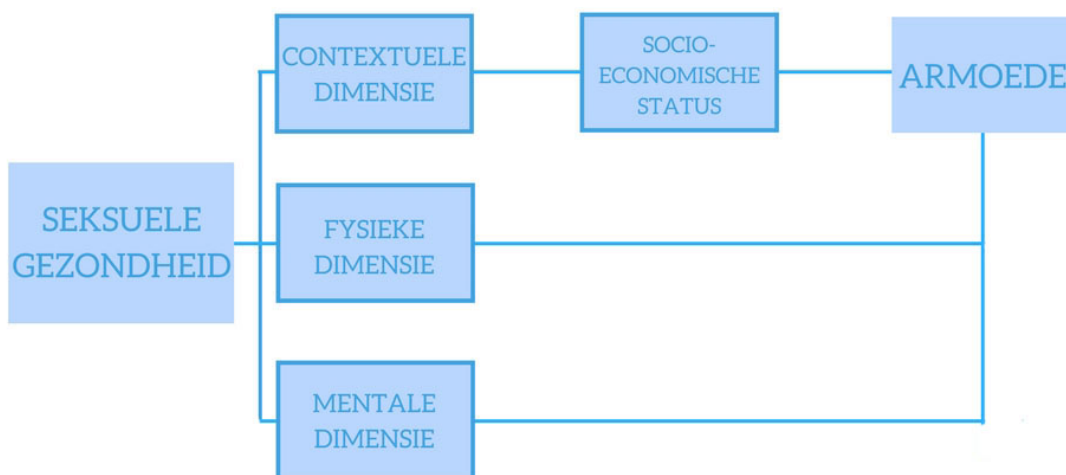 CONTEXTUELE
DIMENSIE
SOCIO-
ECONOMISCHE
STATUS
ARMOEDE
SEKSUELE
GEZONDHEID
FYSIEKE
DIMENSIE
MENTALE
DIMENSIE